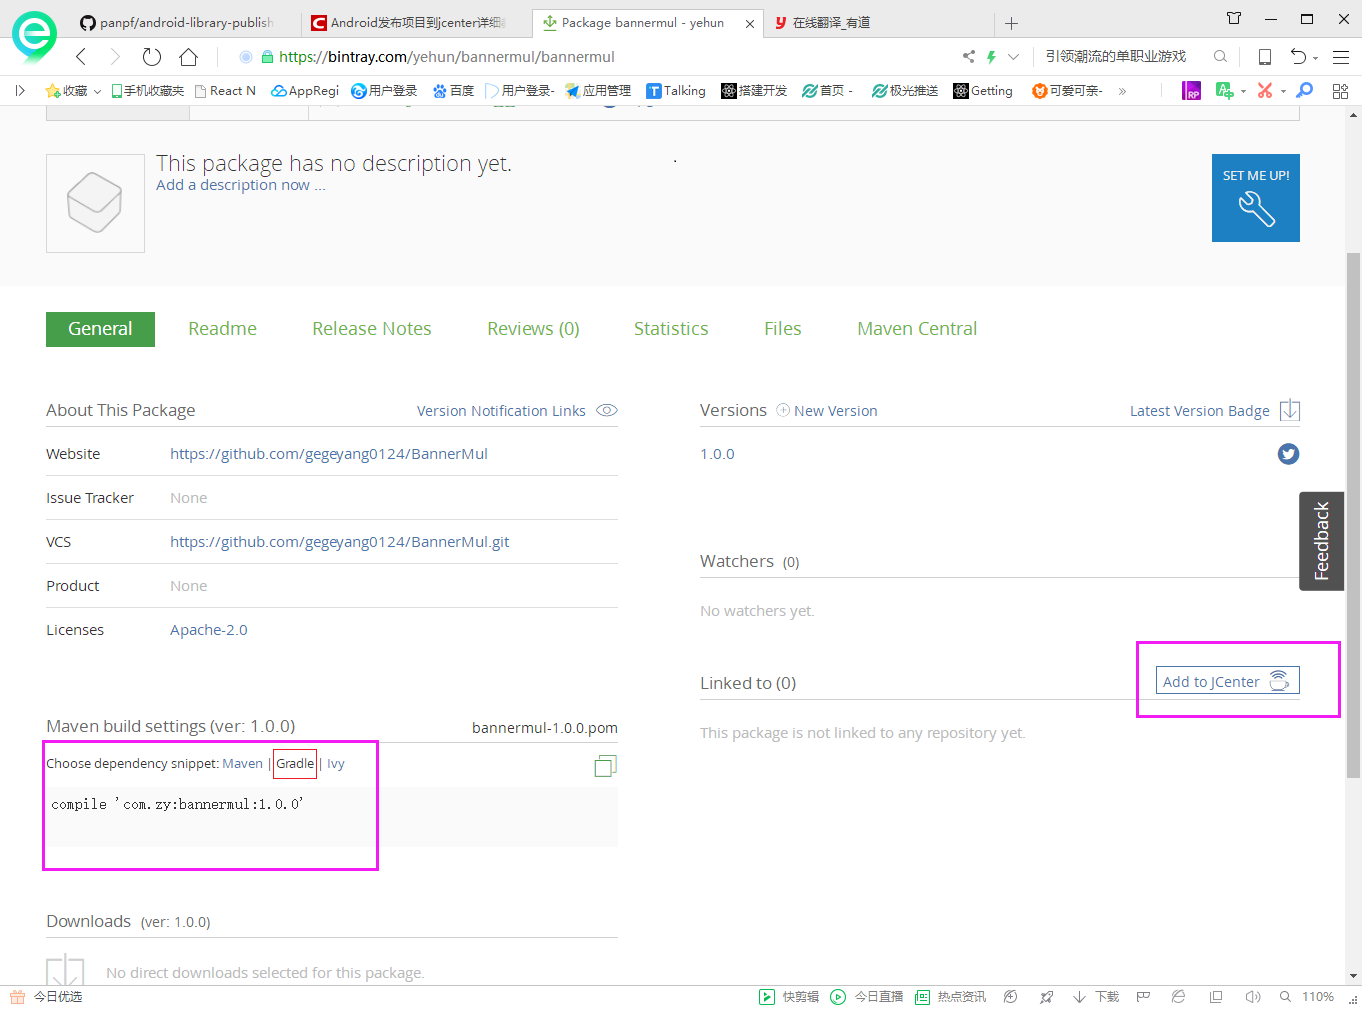 panpf/android-library-publish
Android发布项目到jcenter详细
Package bannermul - yehun
在线翻译_有道
https://bintray.com/yehun/bannermul/bannermul
引领潮流的单职业游戏
收藏
手机收藏夹
React N
AppRegi
用户登录
百度
用户登录-
应用管理
Talking
搭建开发
首页 -
极光推送
Getting
可爱可亲-
»
RP
This package has no description yet.
Add a description now ...
SET ME UP!
General
Readme
Release Notes
Reviews (0)
Statistics
Files
Maven Central
About This Package
Version Notification Links
Website
https://github.com/gegeyang0124/BannerMul
Issue Tracker
None
VCS
https://github.com/gegeyang0124/BannerMul.git
Product
None
Licenses
Apache-2.0
Maven build settings (ver: 1.0.0)
bannermul-1.0.0.pom
Choose dependency snippet: Maven | Gradle | Ivy
compile 'com.zy:bannermul:1.0.0'
Downloads (ver: 1.0.0)
No direct downloads selected for this package.
Versions
New Version
Latest Version Badge
1.0.0
Watchers (0)
No watchers yet.
Linked to (0)
Add to JCenter
This package is not linked to any repository yet.
Feedback
今日优选
快剪辑
今日直播
热点资讯
下载
110%